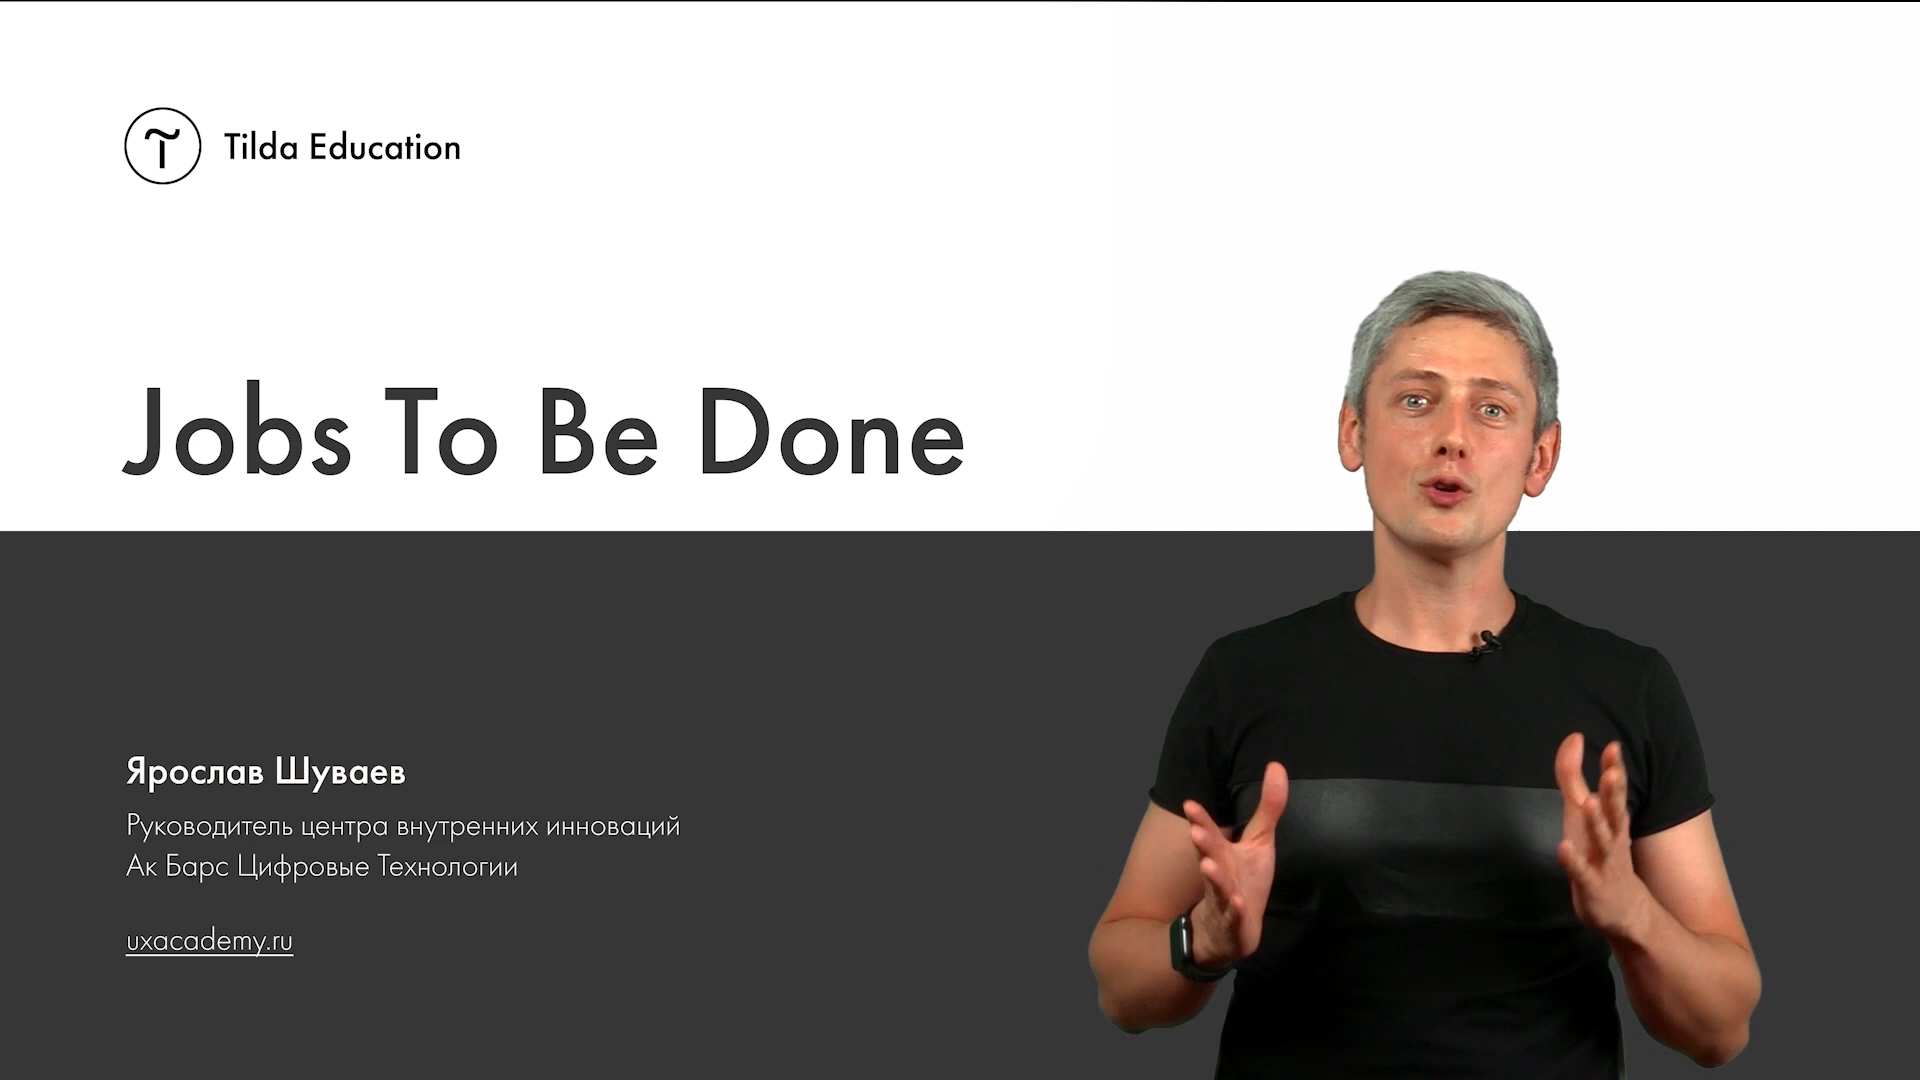 Tilda Education
Jobs To Be Done
Ярослав Шуваев
Руководитель центра внутренних инноваций
Ак Барс Цифровые Технологии
uxacademy.ru